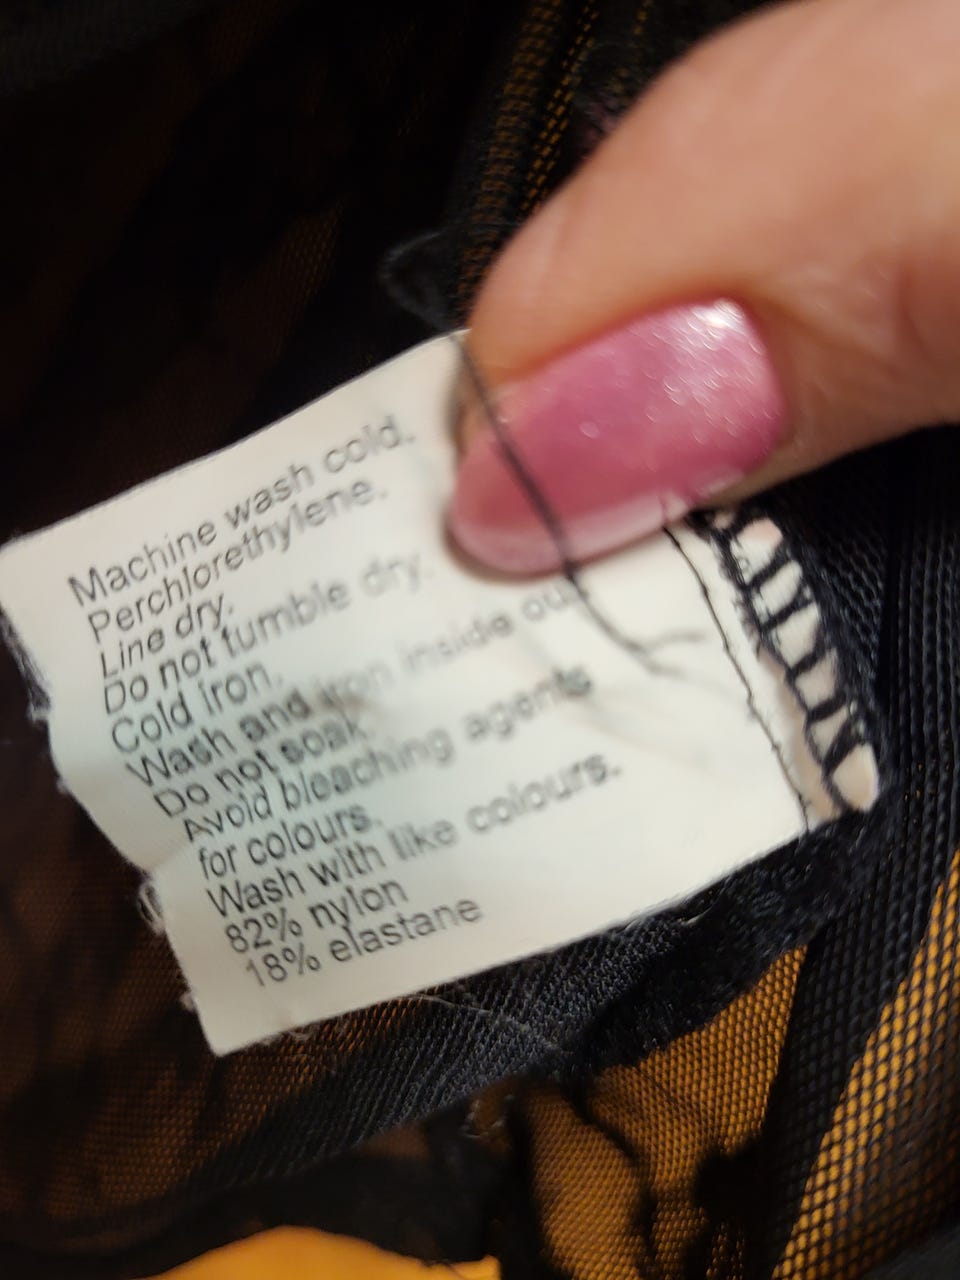 Machine wash cold.
Perchlorethylene.
Line dry.
Do not tumble dry.
Cold iron.
Wash and iron inside out
Do not soak.
Avoid bleaching agents
for colours.
Wash with like colours.
82% nylon
18% elastane